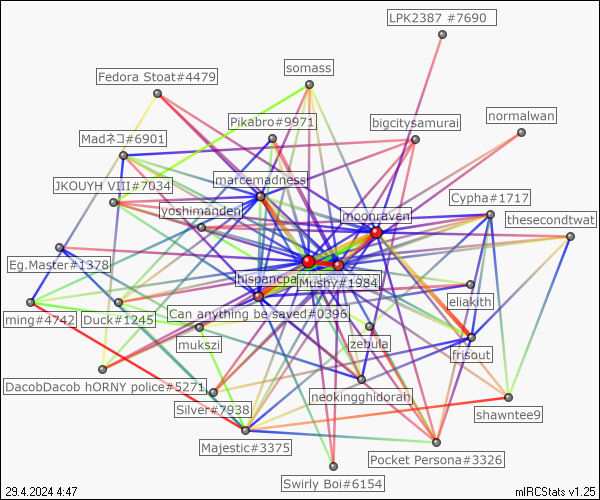 LPK2387 #7690
somass
Fedora Stoat#4479
Pikabro#9971
bigcitysamurai
normalwan
Madネコ#6901
JKOUYH VIII#7034
marcemadness
yoshimanden
moonraven
Cypha#1717
thesecondtwat
Eg.Master#1378
hispancpa
Mushy#1984
eliakith
ming#4742
Duck#1245
Can anything be saved#0396
mukszi
zebula
frisout
DacobDacob hORNY police#5271
neokingghidorah
Silver#7938
shawntee9
Majestic#3375
Pocket Persona#3326
Swirly Boi#6154
29.4.2024 4:47
mIRCStats v1.25